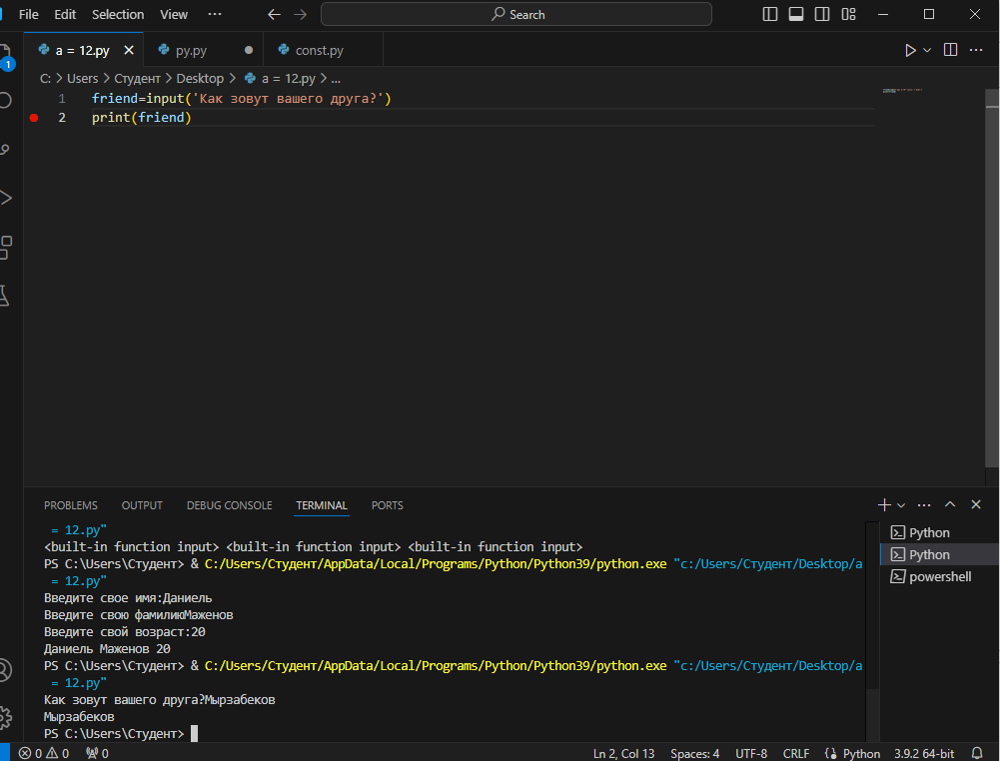 File Edit Selection View ··· Search
a = 12.py py.py const.py
1
C: > Users > Студент > Desktop > a = 12.py > ...
1 friend=input('Как зовут вашего друга?')
2 print(friend)
PROBLEMS OUTPUT DEBUG CONSOLE TERMINAL PORTS
= 12.py"
<built-in function input> <built-in function input> <built-in function input>
PS C:\Users\Студент> & C:/Users/Студент/AppData/Local/Programs/Python/Python39/python.exe "c:/Users/Студент/Desktop/a
= 12.py"
Введите свое имя:Даниель
Введите свою фамилиюМаженов
Введите свой возраст:20
Даниель Маженов 20
PS C:\Users\Студент> & C:/Users/Студент/AppData/Local/Programs/Python/Python39/python.exe "c:/Users/Студент/Desktop/a
= 12.py"
Как зовут вашего друга?Мырзабеков
Мырзабеков
PS C:\Users\Студент>
Python
Python
powershell
0 0 0 Ln 2, Col 13 Spaces: 4 UTF-8 CRLF Python 3.9.2 64-bit